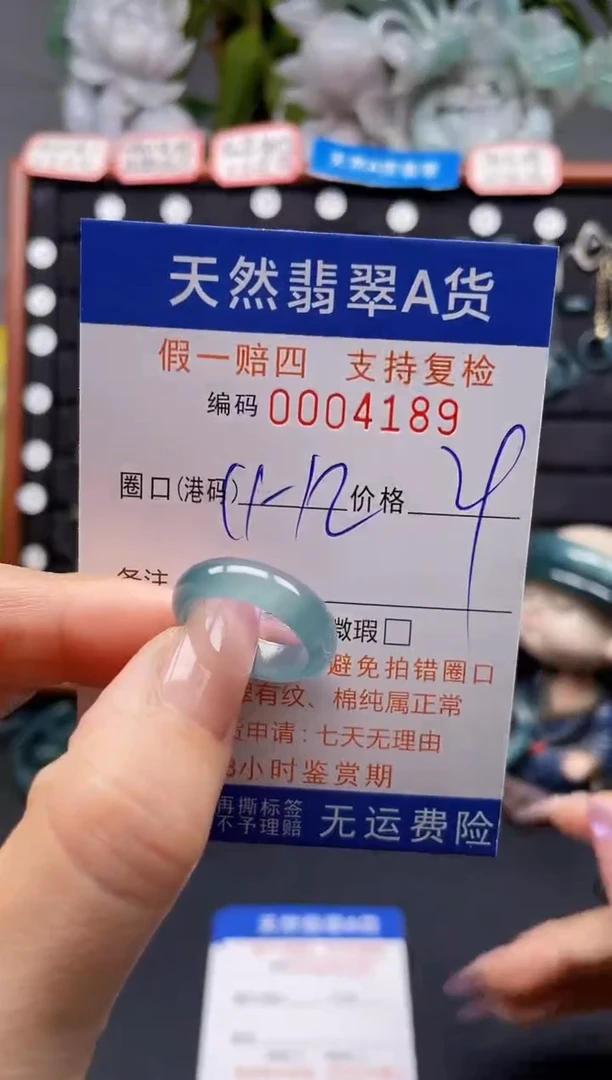 天然翡翠A货
假一赔四 支持复检
编码 0004189
圈口(港码) 11-12 价格
备注
微瑕□
避免拍错圈口
有纹、棉纯属正常
申请:七天无理由
小时鉴赏期
再撕标签
不予理赔
无运费险